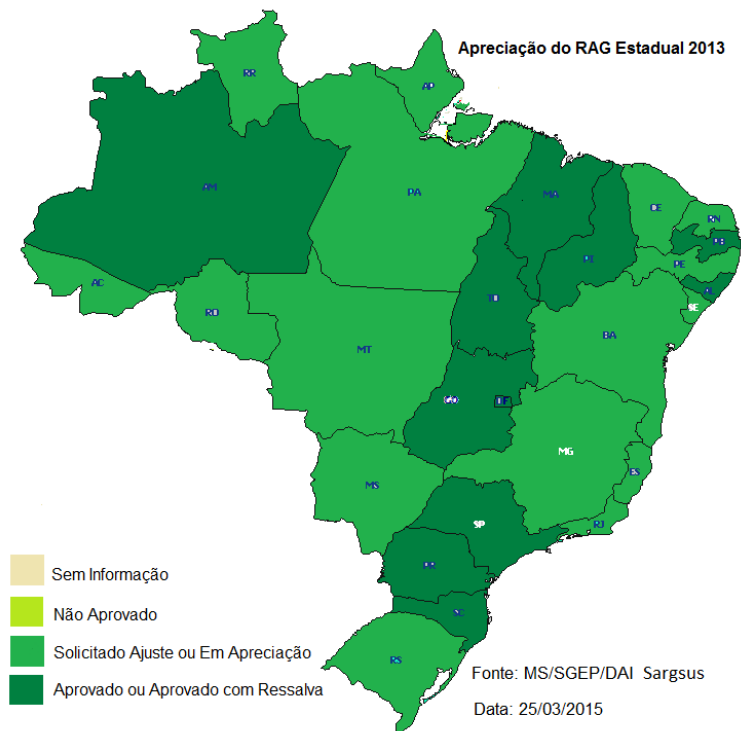 Apreciação do RAG Estadual 2013
RR
AP
AM
PA
MA
CE
RN
PB
PI
PE
AL
AC
TO
SE
RO
BA
MT
GO
DF
MG
MS
ES
SP
RJ
PR
SC
RS
Sem Informação
Não Aprovado
Solicitado Ajuste ou Em Apreciação
Aprovado ou Aprovado com Ressalva
Fonte: MS/SGEP/DAI Sargsus
Data: 25/03/2015